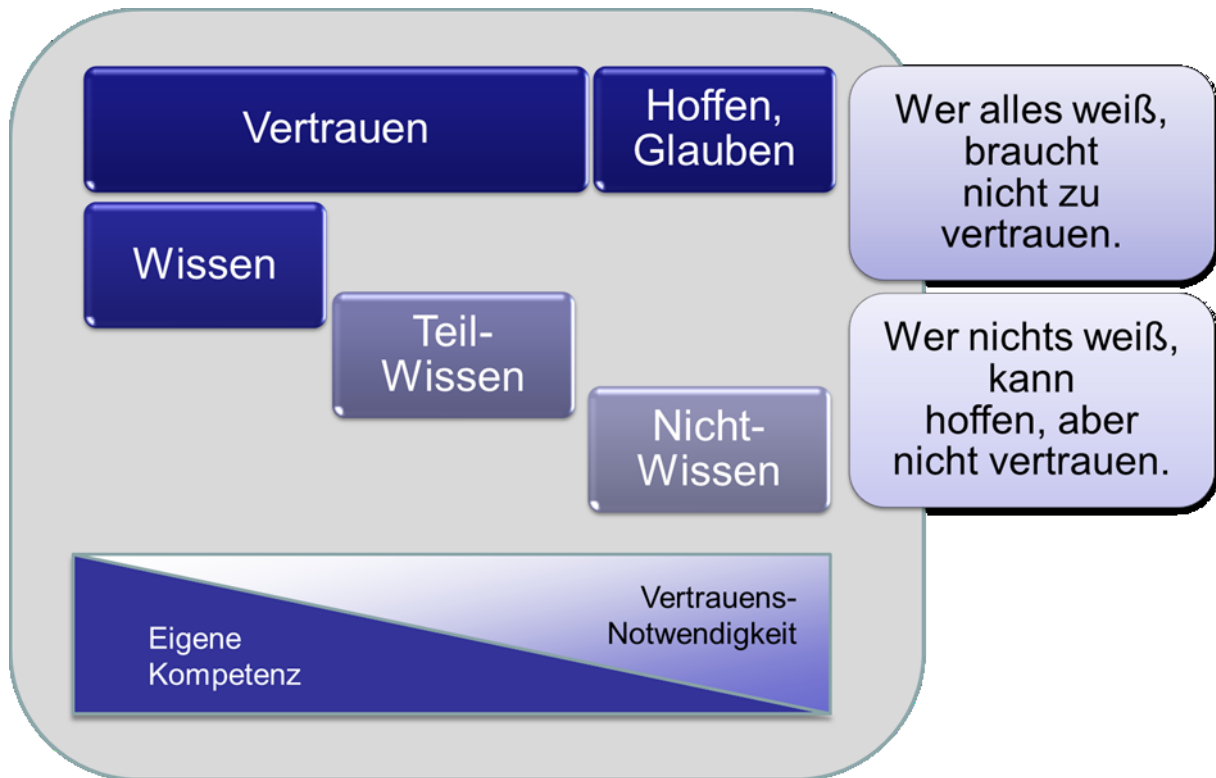 Vertrauen
Hoffen,
Glauben
Wissen
Teil-
Wissen
Nicht-
Wissen
Eigene
Kompetenz
Vertrauens-
Notwendigkeit
Wer alles weiß,
braucht
nicht zu
vertrauen.
Wer nichts weiß,
kann
hoffen, aber
nicht vertrauen.